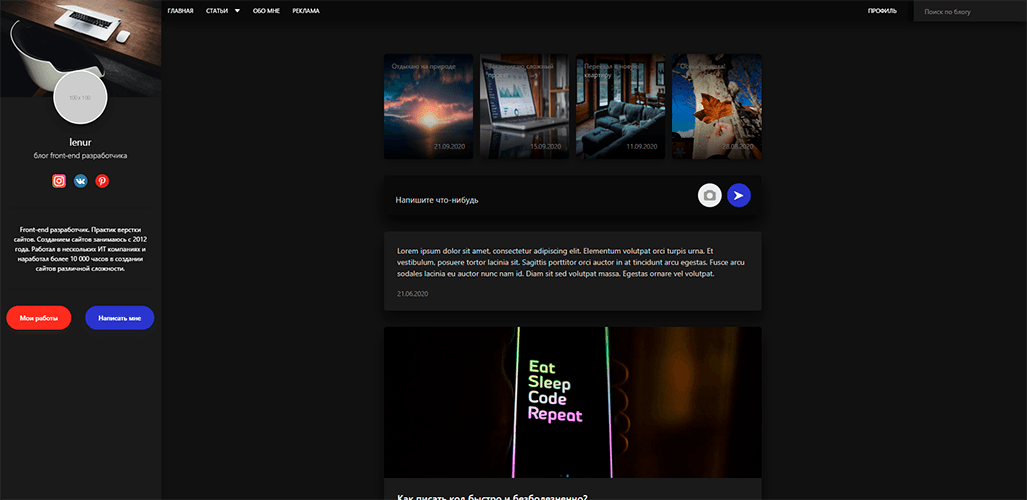 ГЛАВНАЯ СТАТЬИ ОБО МНЕ РЕКЛАМА ПРОФИЛЬ Поиск по блогу
lenur
блог front-end разработчика
Front-end разработчик. Практик верстки
сайтов. Созданием сайтов занимаюсь с 2012
года. Работал в нескольких ИТ компаниях и
наработал более 10 000 часов в создании
сайтов различной сложности.
Мои работы Написать мне
Отдыхаю на природе
21.09.2020
сложный
15.09.2020
Переехал в новую
квартиру
11.09.2020
Напишите что-нибудь
Lorem ipsum dolor sit amet, consectetur adipiscing elit. Elementum volutpat orci turpis urna. Et
vestibulum, posuere tortor lacinia sit. Sagittis porttitor orci auctor in at tincidunt arcu egestas. Fusce arcu
sodales lacinia eu auctor nunc nam id. Diam sit sed volutpat massa. Egestas ornare vel volutpat.
21.06.2020
Eat
Sleep
Code
Repeat
Как писать код быстро и безболезненно?